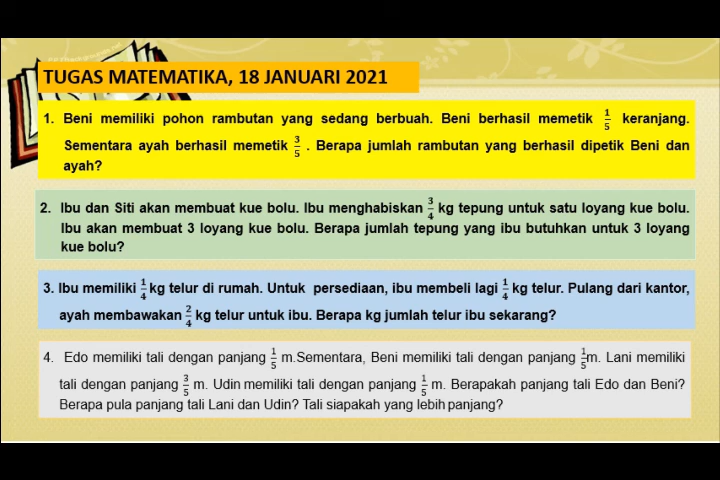 TUGAS MATEMATIKA, 18 JANUARI 2021
1. Beni memiliki pohon rambutan yang sedang berbuah. Beni berhasil memetik 1/5 keranjang.
Sementara ayah berhasil memetik 3/5 . Berapa jumlah rambutan yang berhasil dipetik Beni dan
ayah?
2. Ibu dan Siti akan membuat kue bolu. Ibu menghabiskan 3/4 kg tepung untuk satu loyang kue bolu.
Ibu akan membuat 3 loyang kue bolu. Berapa jumlah tepung yang ibu butuhkan untuk 3 loyang
kue bolu?
3. Ibu memiliki 1/4 kg telur di rumah. Untuk persediaan, ibu membeli lagi 1/4 kg telur. Pulang dari kantor,
ayah membawakan 2/4 kg telur untuk ibu. Berapa kg jumlah telur ibu sekarang?
4. Edo memiliki tali dengan panjang 1/5 m.Sementara, Beni memiliki tali dengan panjang 1/5m. Lani memiliki
tali dengan panjang 3/5 m. Udin memiliki tali dengan panjang 1/5 m. Berapakah panjang tali Edo dan Beni?
Berapa pula panjang tali Lani dan Udin? Tali siapakah yang lebih panjang?